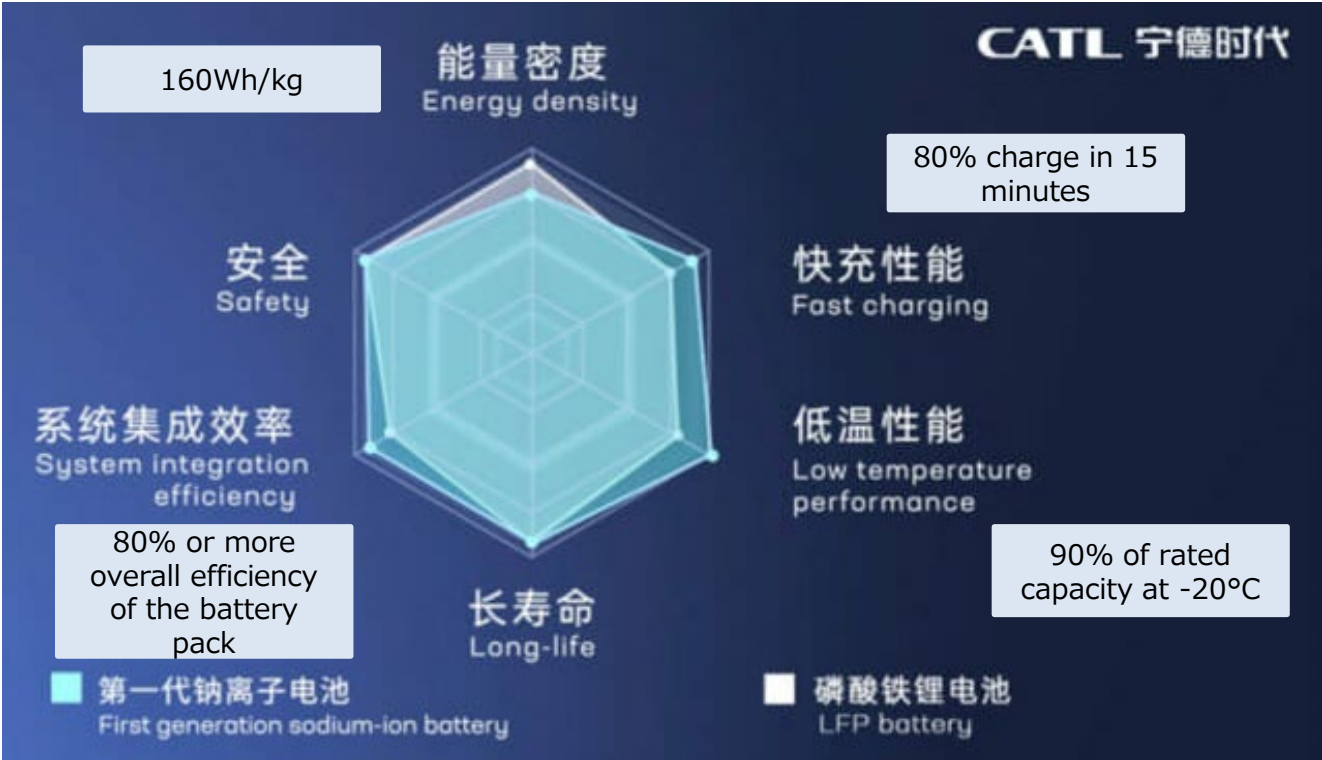 CATL 宁德时代
160Wh/kg
能量密度
Energy density
80% charge in 15
minutes
安全
Safety
快充性能
Fast charging
系统集成效率
System integration
efficiency
低温性能
Low temperature
performance
80% or more
overall efficiency
of the battery
pack
90% of rated
capacity at -20°C
长寿命
Long-life
第一代钠离子电池
First generation sodium-ion battery
磷酸铁锂电池
LFP battery